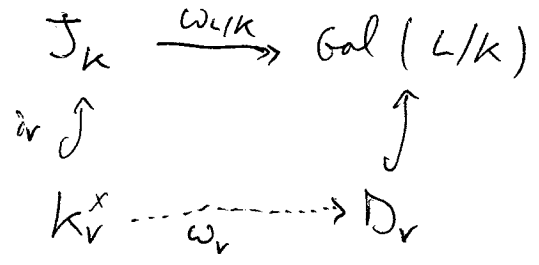 J_K ω_{L/K} Gal (L/K)
i_v
K_v^× ω_v D_v